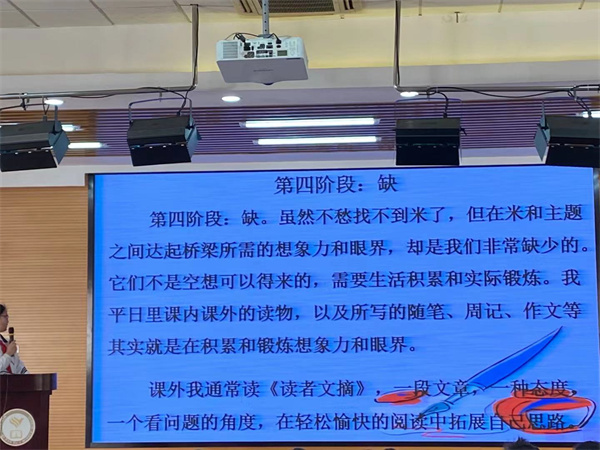 第四阶段：缺
第四阶段：缺。虽然不愁找不到米了，但在米和主题
之间达起桥梁所需的想象力和眼界，却是我们非常缺少的。
它们不是空想可以得来的，需要生活积累和实际锻炼。我
平日里课内课外的读物，以及所写的随笔、周记、作文等
其实就是在积累和锻炼想象力和眼界。
课外我通常读《读者文摘》，一段文章，一种态度，
一个看问题的角度，在轻松愉快的阅读中拓展自己思路。